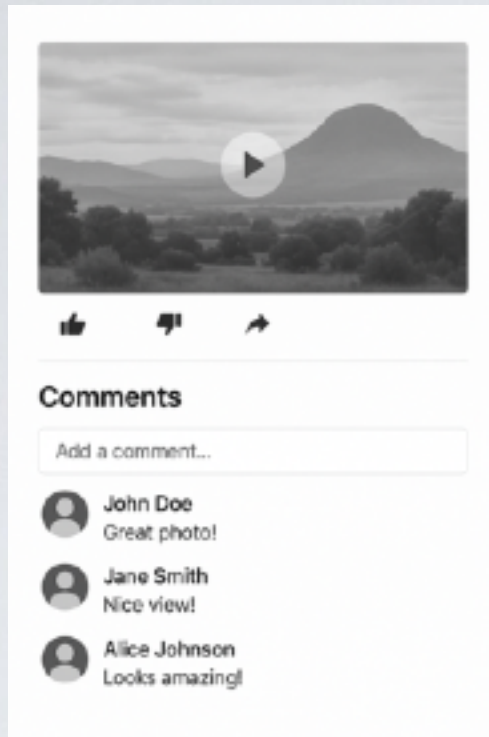 Comments
Add a comment...
John Doe
Great photo!
Jane Smith
Nice view!
Alice Johnson
Looks amazing!